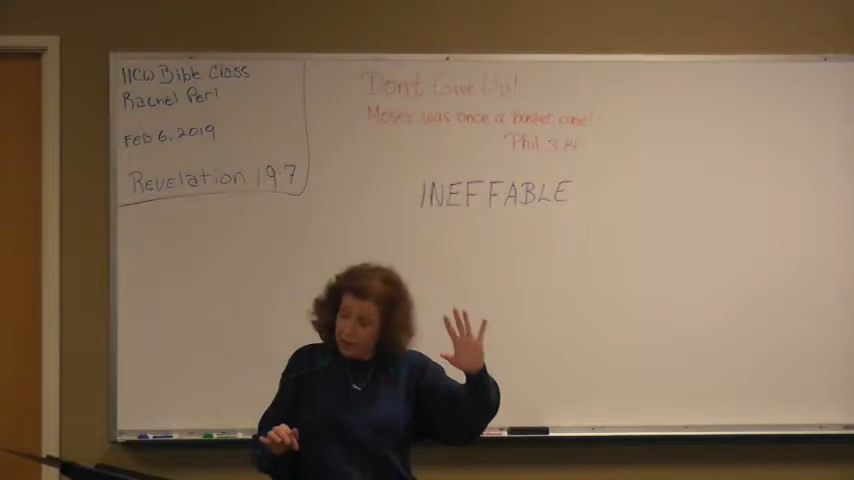 HCW Bible Class
Rachel Perl
FEB 6, 2019
Revelation 19:7
Don't Give Up!
Moses was once a basket case!
Phil
INEFFABLE